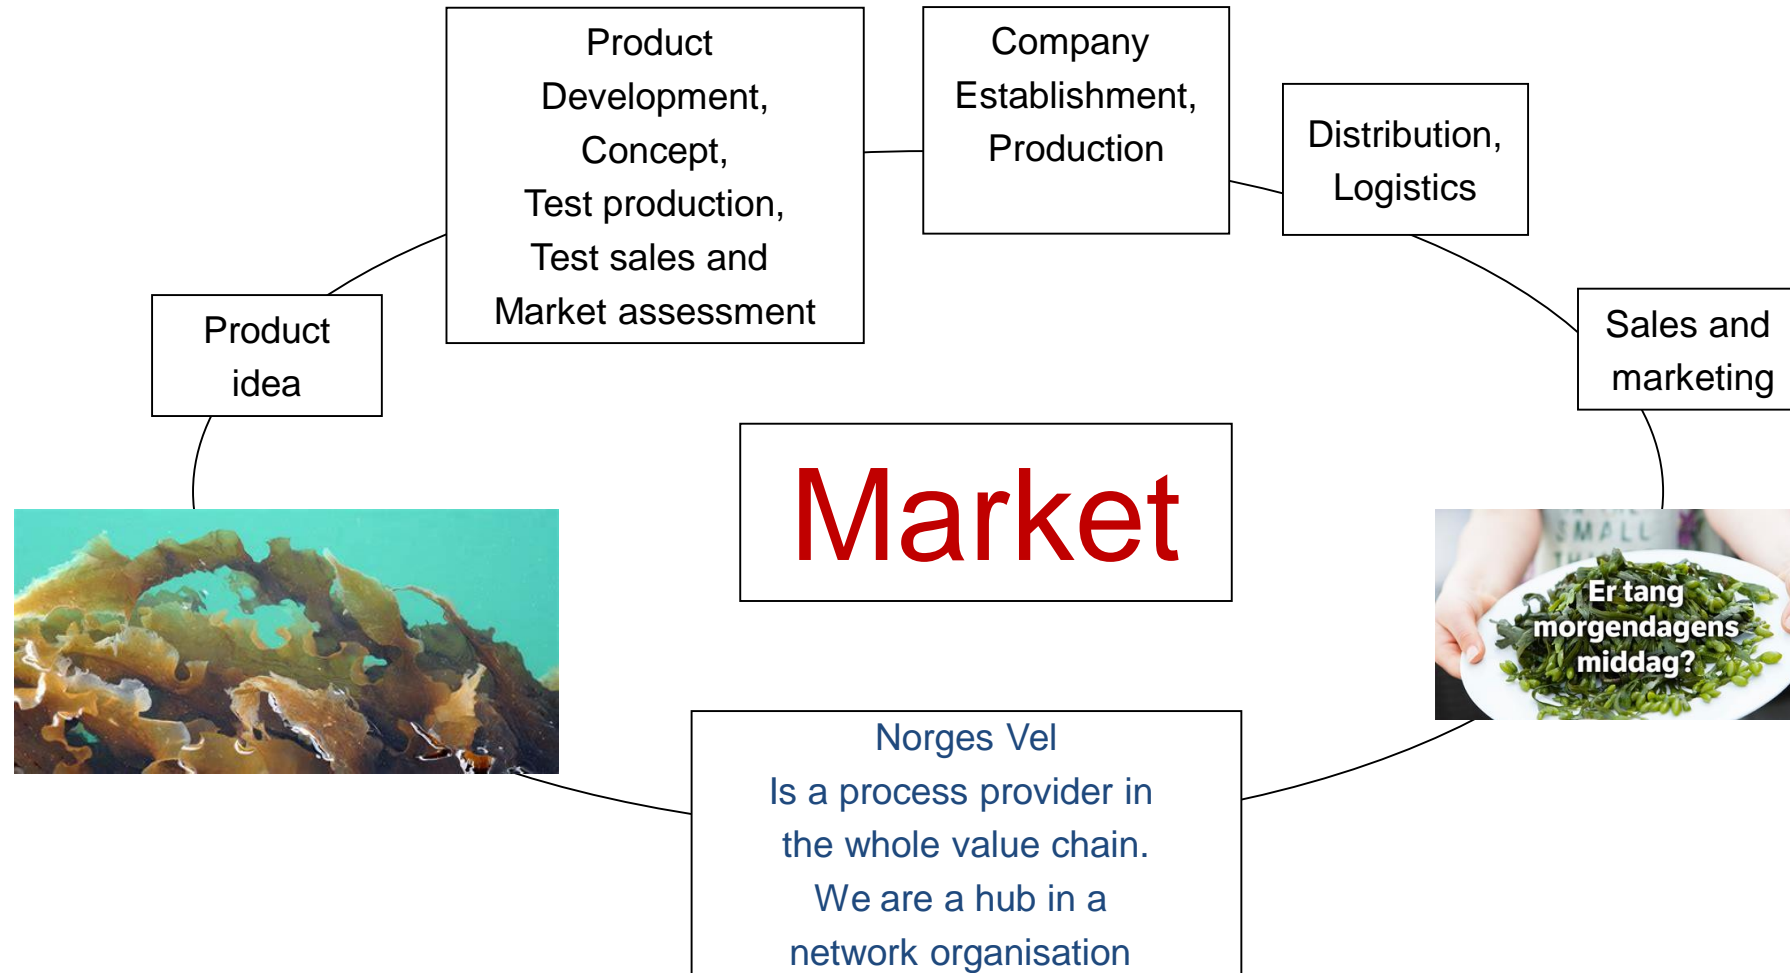 Product
Development,
Concept,
Test production,
Test sales and
Market assessment
Company
Establishment,
Production
Distribution,
Logistics
Product
idea
Sales and
marketing
Market
SMALL
Er tang
morgendagens
middag?
Norges Vel
Is a process provider in
the whole value chain.
We are a hub in a
network organisation